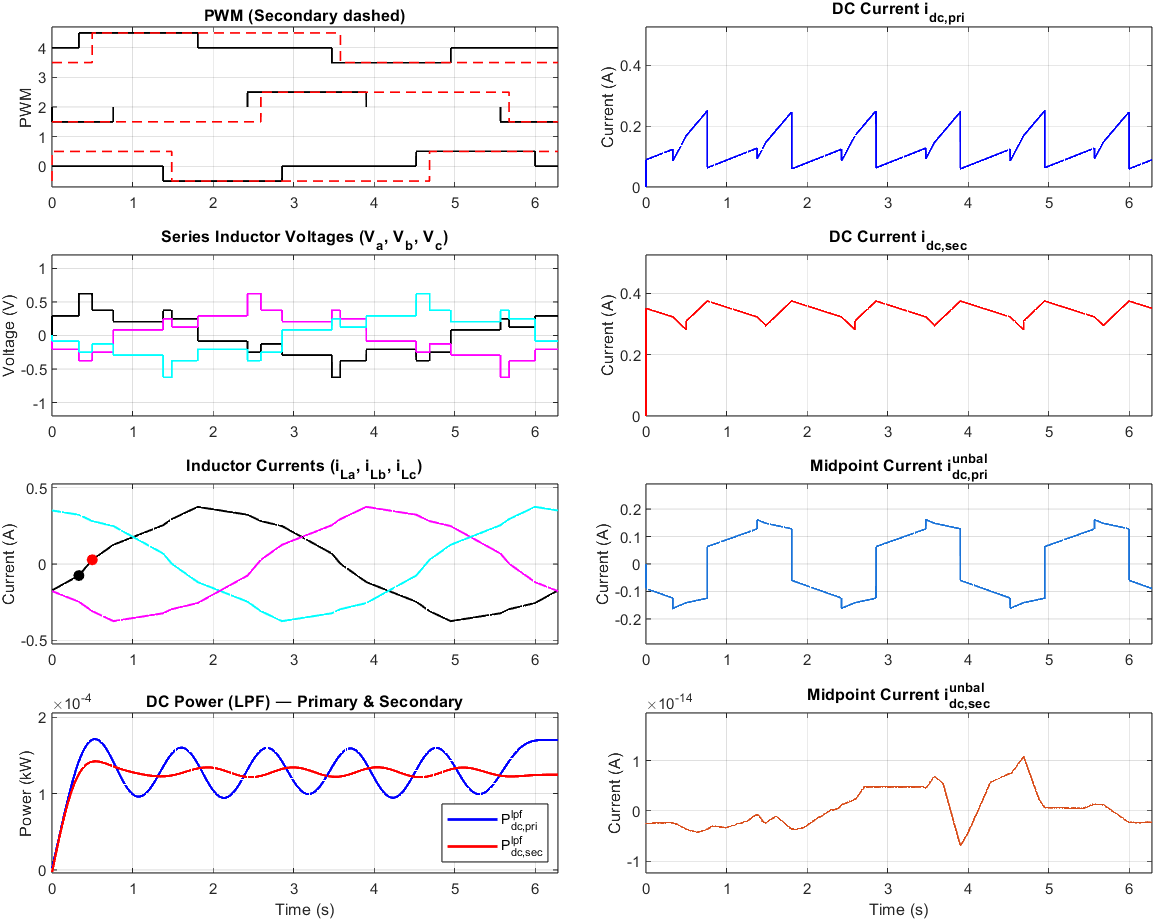 PWM (Secondary dashed)
PWM
4
3
2
1
0
0 1 2 3 4 5 6
DC Current i_dc,pri
Current (A)
0.4
0.2
0
0 1 2 3 4 5 6
Series Inductor Voltages (V_a, V_b, V_c)
Voltage (V)
1
0.5
0
-0.5
-1
0 1 2 3 4 5 6
DC Current i_dc,sec
Current (A)
0.4
0.2
0
0 1 2 3 4 5 6
Inductor Currents (i_La, i_Lb, i_Lc)
Current (A)
0.5
0
-0.5
0 1 2 3 4 5 6
Midpoint Current i^unbal_dc,pri
Current (A)
0.2
0.1
0
-0.1
-0.2
0 1 2 3 4 5 6
DC Power (LPF) — Primary & Secondary
×10^-4
Power (kW)
2
1
0
P^lpf_dc,pri
P^lpf_dc,sec
0 1 2 3 4 5 6
Time (s)
Midpoint Current i^unbal_dc,sec
×10^-14
Current (A)
1
0
-1
0 1 2 3 4 5 6
Time (s)